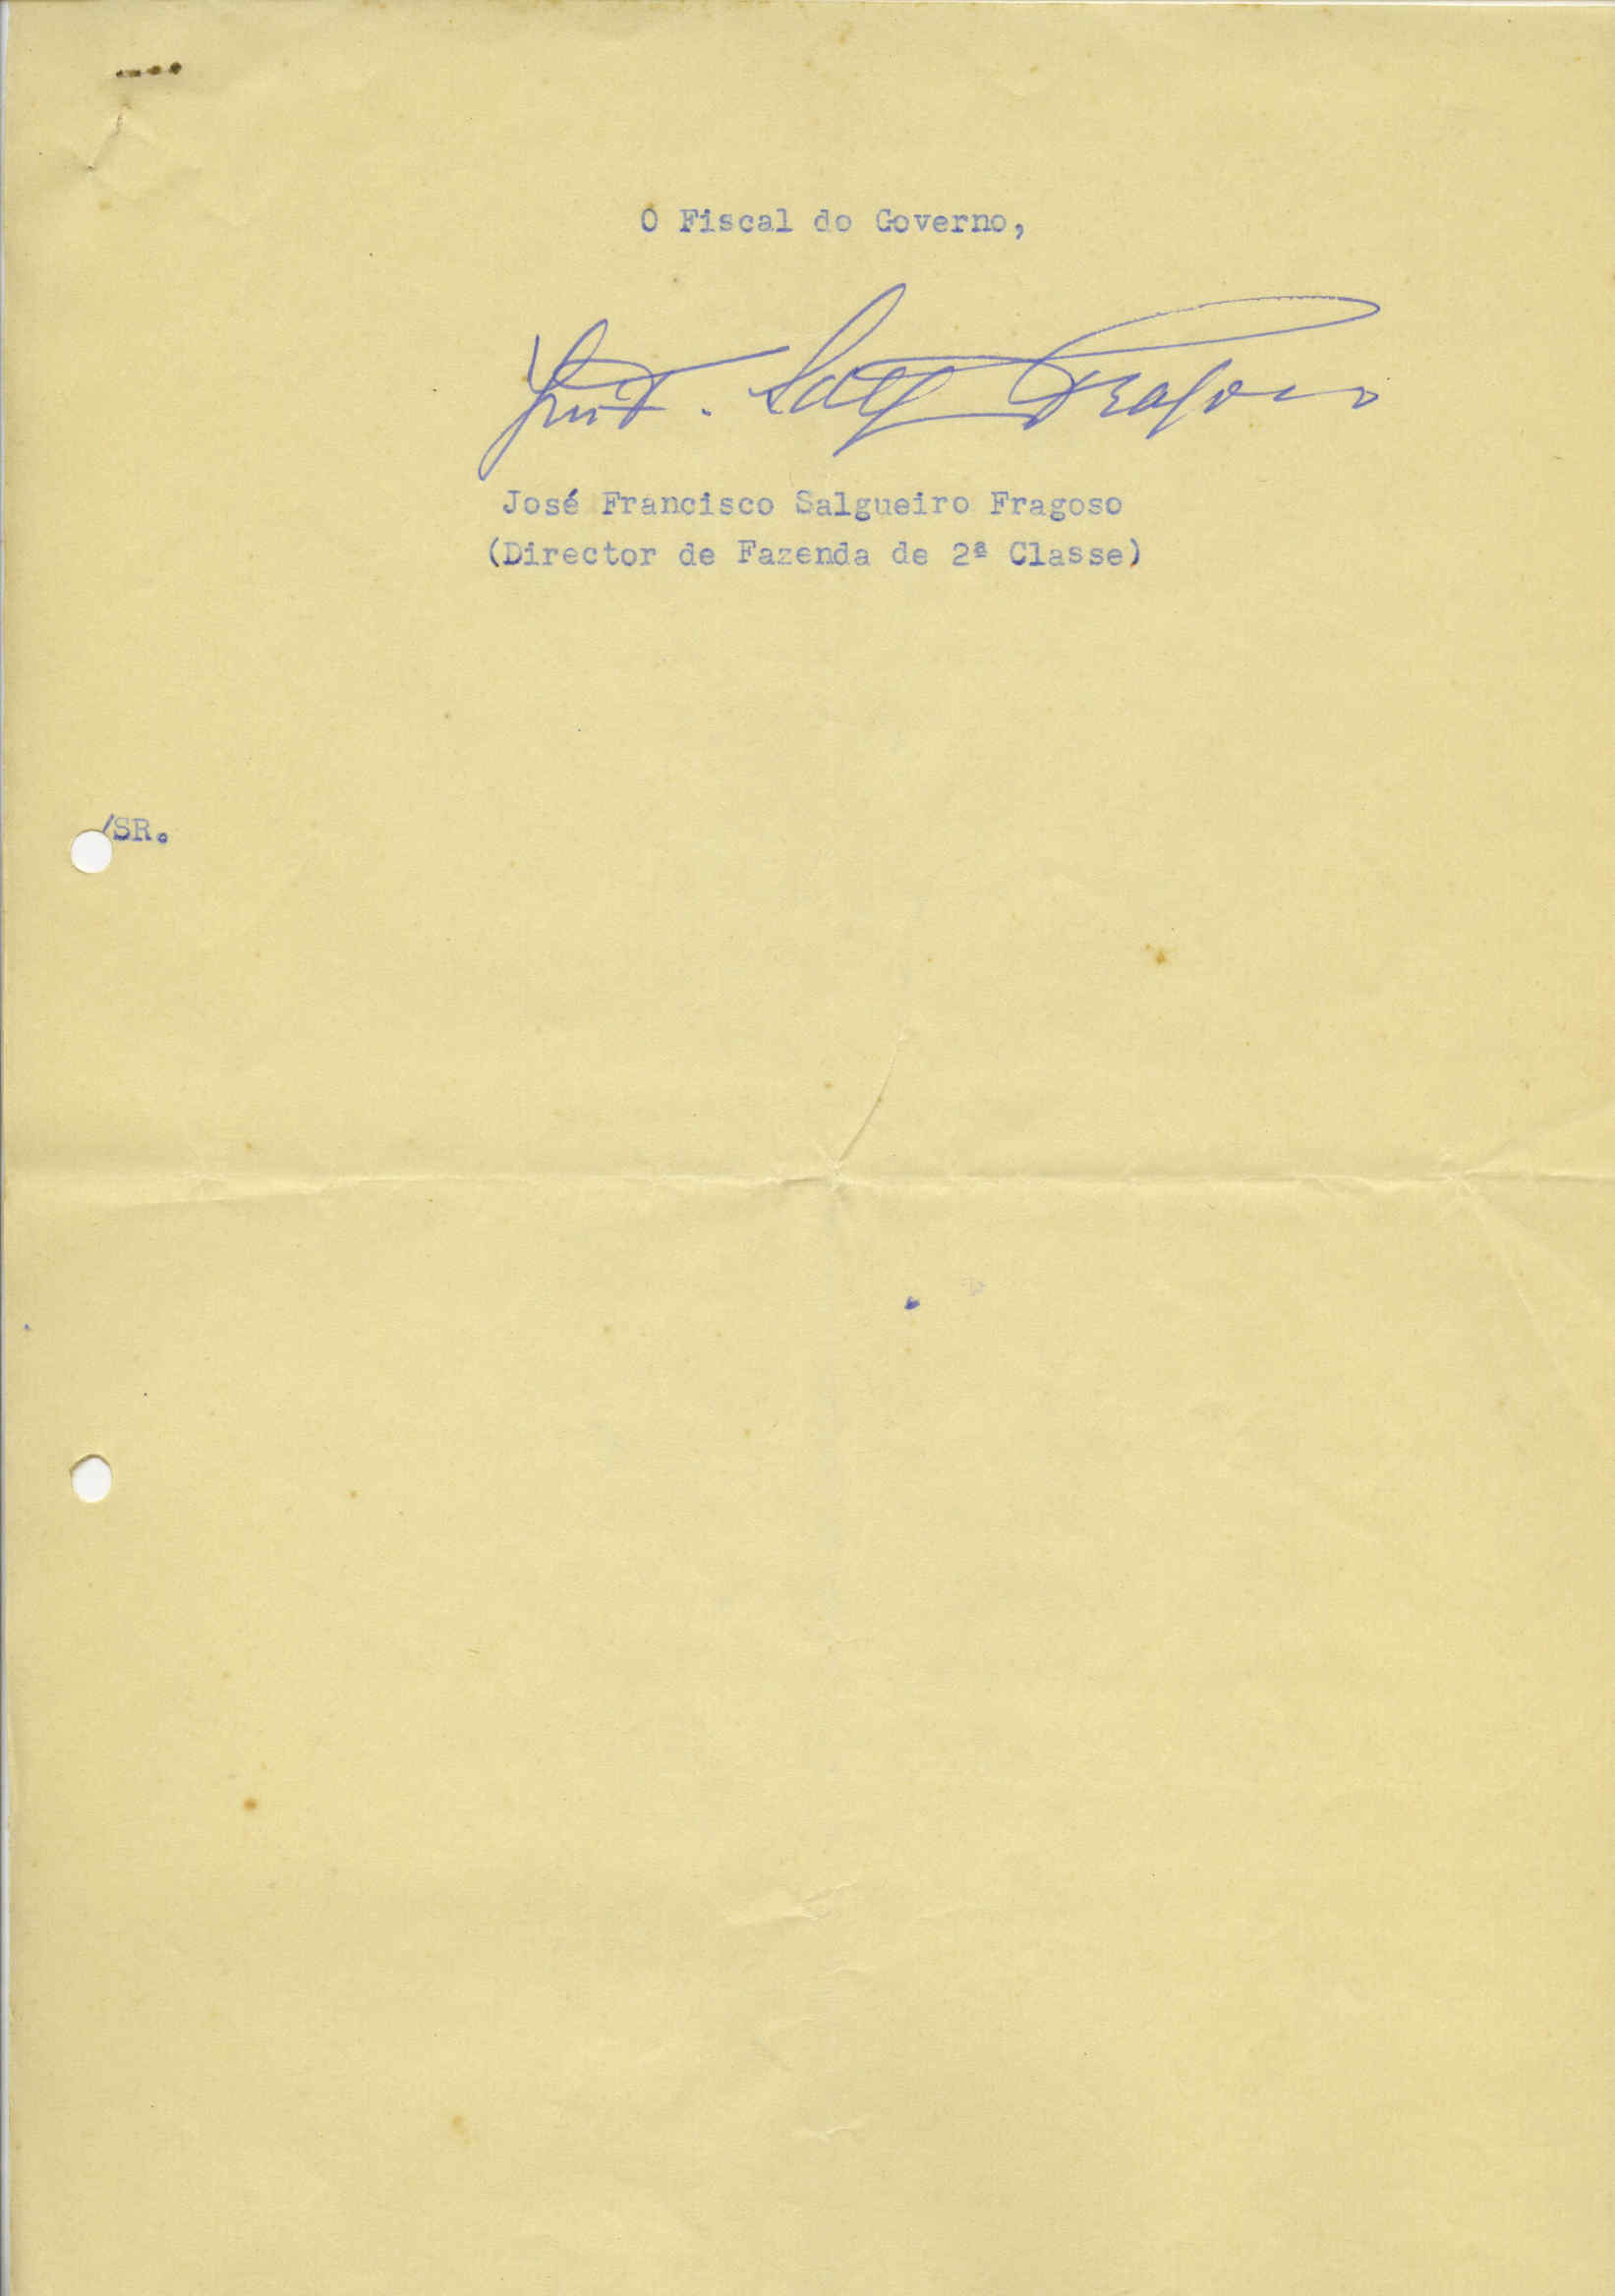 O Fiscal do Governo,
José Francisco Salgueiro Fragoso
(Director de Fazenda de 2ª Classe)
/SR.